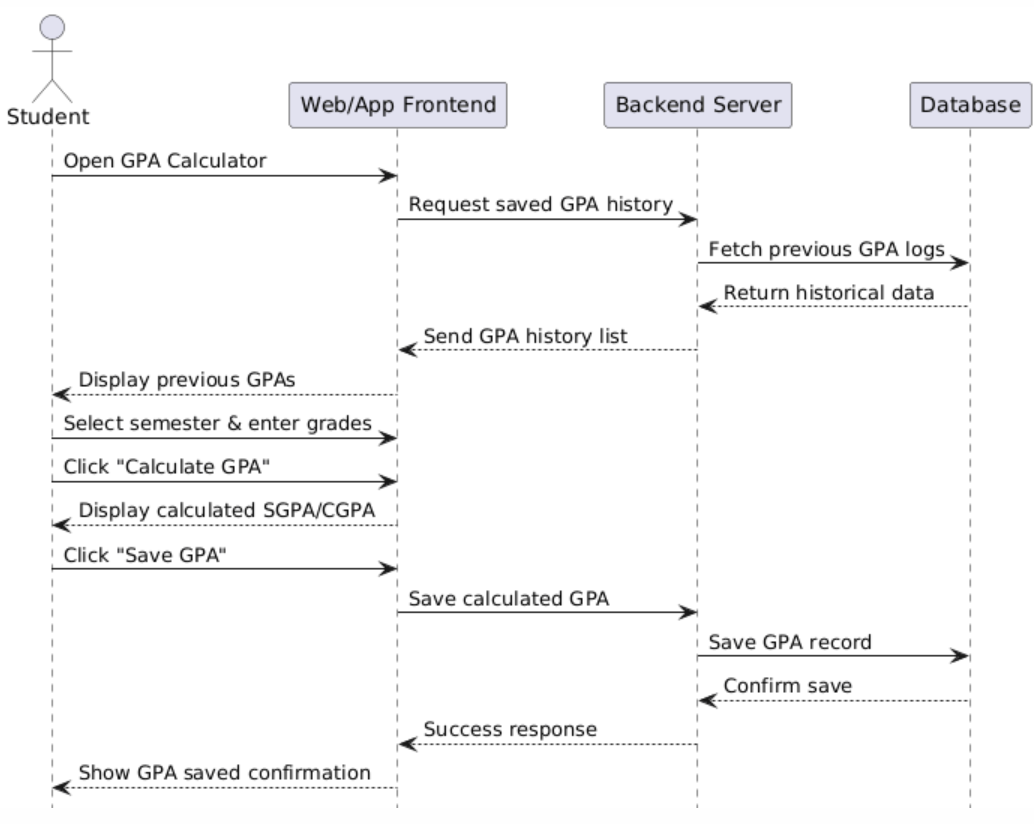 Student
Web/App Frontend
Backend Server
Database
Open GPA Calculator
Request saved GPA history
Fetch previous GPA logs
Return historical data
Send GPA history list
Display previous GPAs
Select semester & enter grades
Click "Calculate GPA"
Display calculated SGPA/CGPA
Click "Save GPA"
Save calculated GPA
Save GPA record
Confirm save
Success response
Show GPA saved confirmation